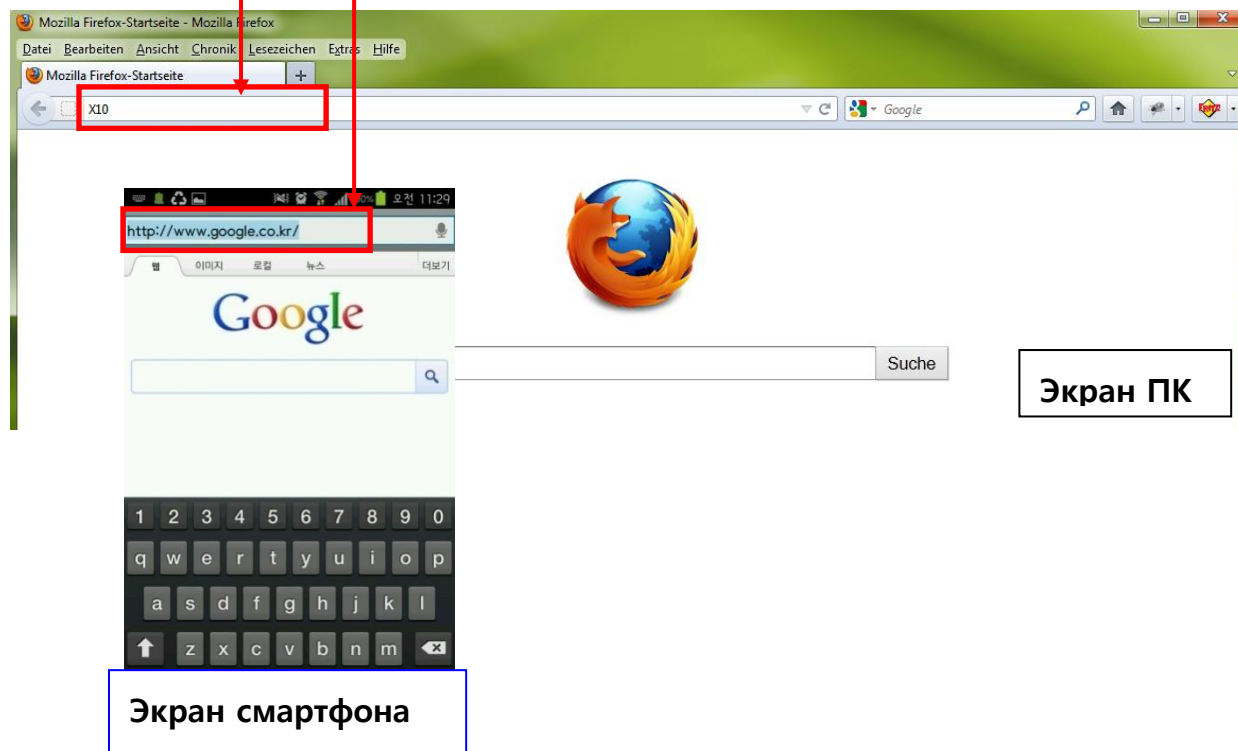 Mozilla Firefox-Startseite - Mozilla Firefox
Datei Bearbeiten Ansicht Chronik Lesezeichen Extras Hilfe
Mozilla Firefox-Startseite +
X10
Google
오전 11:29
http://www.google.co.kr/
웹 이미지 로컬 뉴스 더보기
Google
Suche
Экран ПК
1 2 3 4 5 6 7 8 9 0
q w e r t y u i o p
a s d f g h j k l
z x c v b n m
Экран смартфона